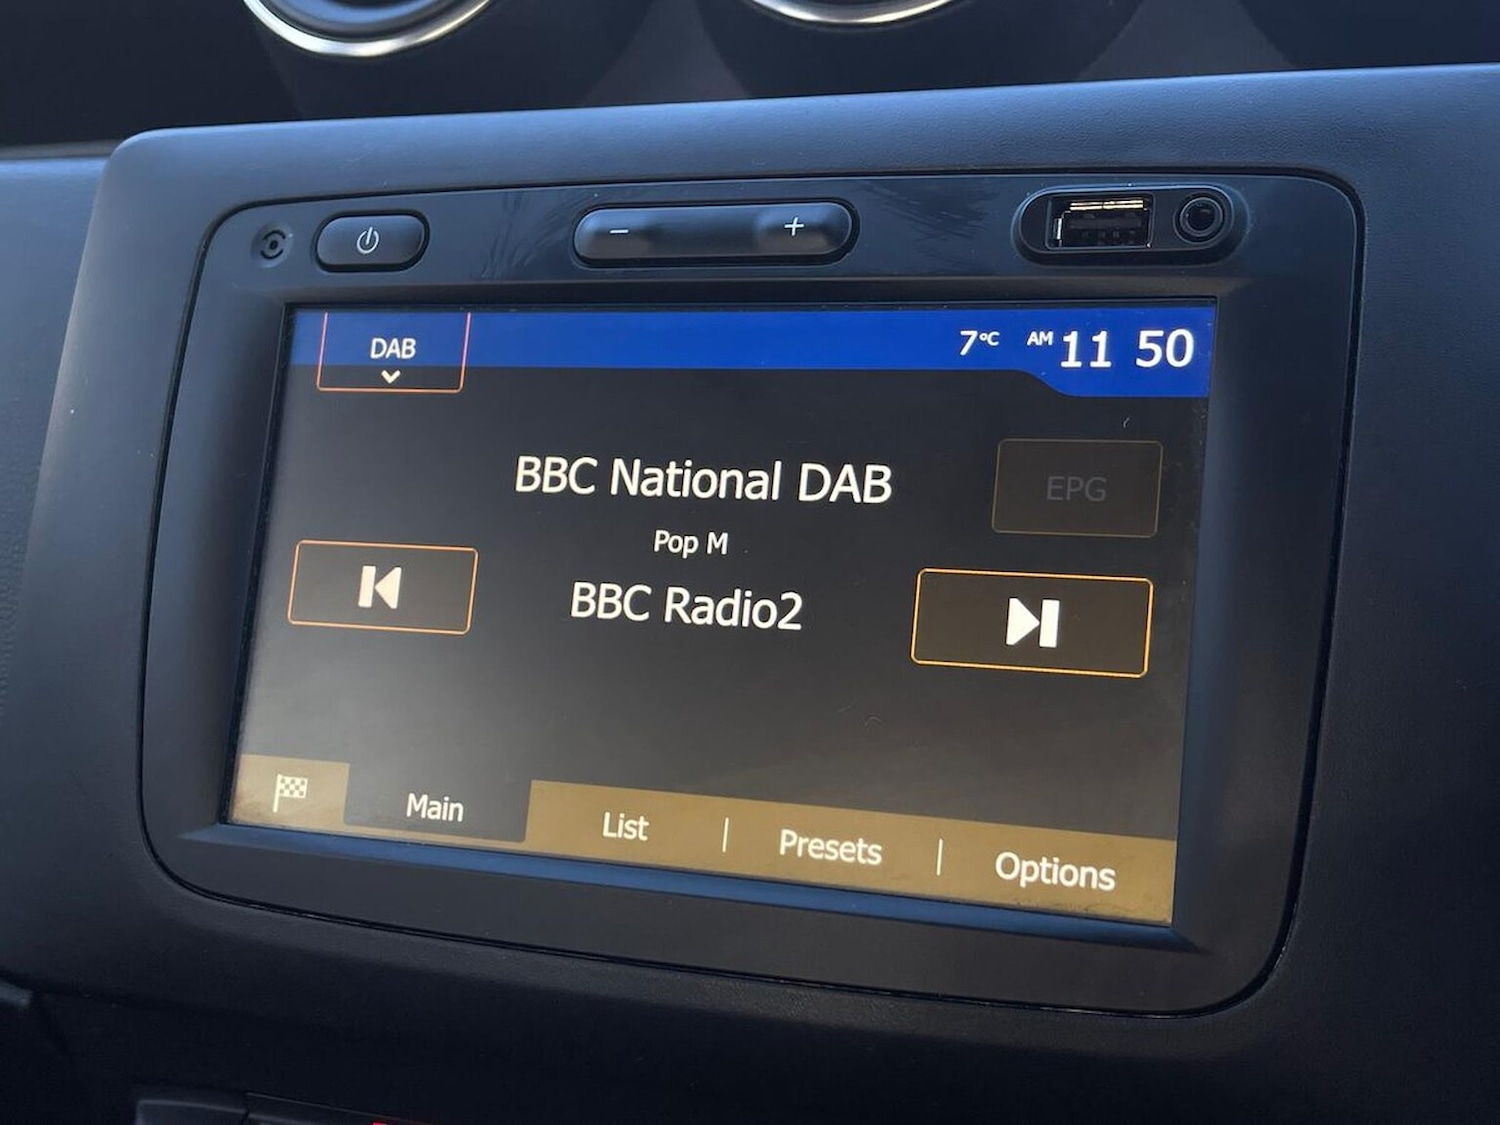 DAB
7°C AM 11 50
BBC National DAB
EPG
Pop M
BBC Radio2
Main
List
Presets
Options